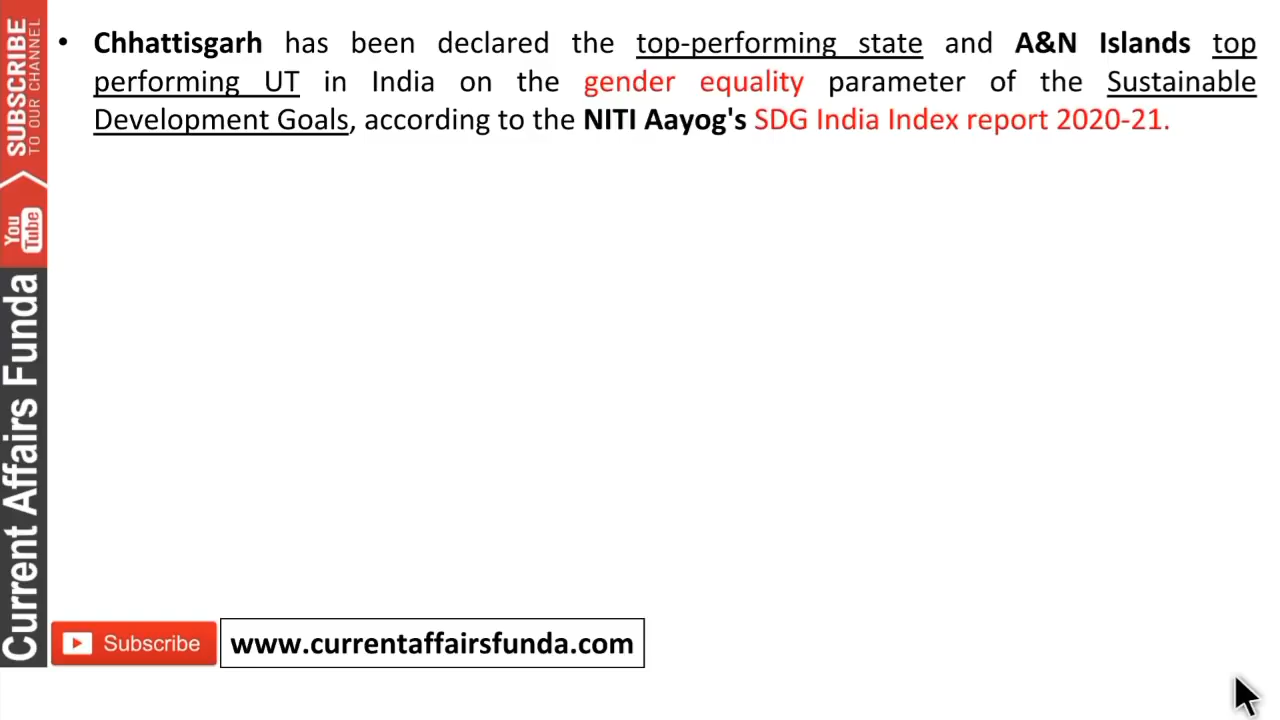 • Chhattisgarh has been declared the top-performing state and A&N Islands top
performing UT in India on the gender equality parameter of the Sustainable
Development Goals, according to the NITI Aayog's SDG India Index report 2020-21.
SUBSCRIBE
TO OUR CHANNEL
You
Tube
Current Affairs Funda
Subscribe
www.currentaffairsfunda.com